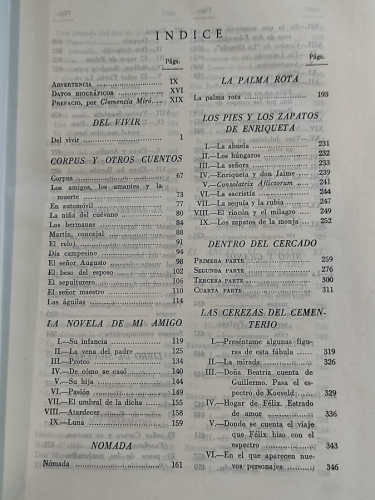 INDICE
Págs.
ADVERTENCIA ... IX
DATOS BIOGRÁFICOS ... XVI
PREFACIO, por Clemencia Miró ... XIX
DEL VIVIR
Del vivir ... 1
CORPUS Y OTROS CUENTOS
Corpus ... 67
Los amigos, los amantes y la
muerte ... 73
En automóvil ... 77
La niña del cuévano ... 80
Las hermanas ... 84
Martín, concejal ... 88
El reloj ... 91
Día campesino ... 94
El señor Augusto ... 98
El beso del esposo ... 102
El sepulturero ... 106
El señor maestro ... 110
Las águilas ... 114
LA NOVELA DE MI AMIGO
I.—Su infancia ... 119
II.—La vena del padre ... 125
III.—Proteo ... 134
IV.—De cómo se casó ... 140
V.—Su hija ... 144
VI.—Pasión ... 149
VII.—El umbral de la dicha ... 155
VIII.—Atardecer ... 158
IX.—Luna ... 159
NOMADA
Nómada ... 161
Págs.
LA PALMA ROTA
La palma rota ... 193
LOS PIES Y LOS ZAPATOS
DE ENRIQUETA
I.—La abuela ... 231
II.—Los húngaros ... 232
III.—La señora ... 233
IV.—Enriqueta y don Jaime ... 239
V.—Consolatrix Aflictorum ... 241
VI.—La sacristía ... 244
VII.—La sequía y la rubia ... 247
VIII.—El rincón y el milagro ... 249
IX.—Los zapatos de la monja ... 252
DENTRO DEL CERCADO
PRIMERA PARTE ... 259
SEGUNDA PARTE ... 276
TERCERA PARTE ... 300
CUARTA PARTE ... 311
LAS CEREZAS DEL CEMEN-
TERIO
I.—Preséntame algunas figu-
ras de esta fábula ... 319
II.—La mirada ... 326
III.—Doña Beatriz cuenta de
Guillermo. Pasa el es-
pectro de Koeveld ... 329
IV.—Hogar de Félix. Estrado
de amor ... 336
V.—Donde se cuenta el viaje
que Félix hizo con el
espectro ... 343
VI.—En el que aparecen nue-
vos personajes ... 346